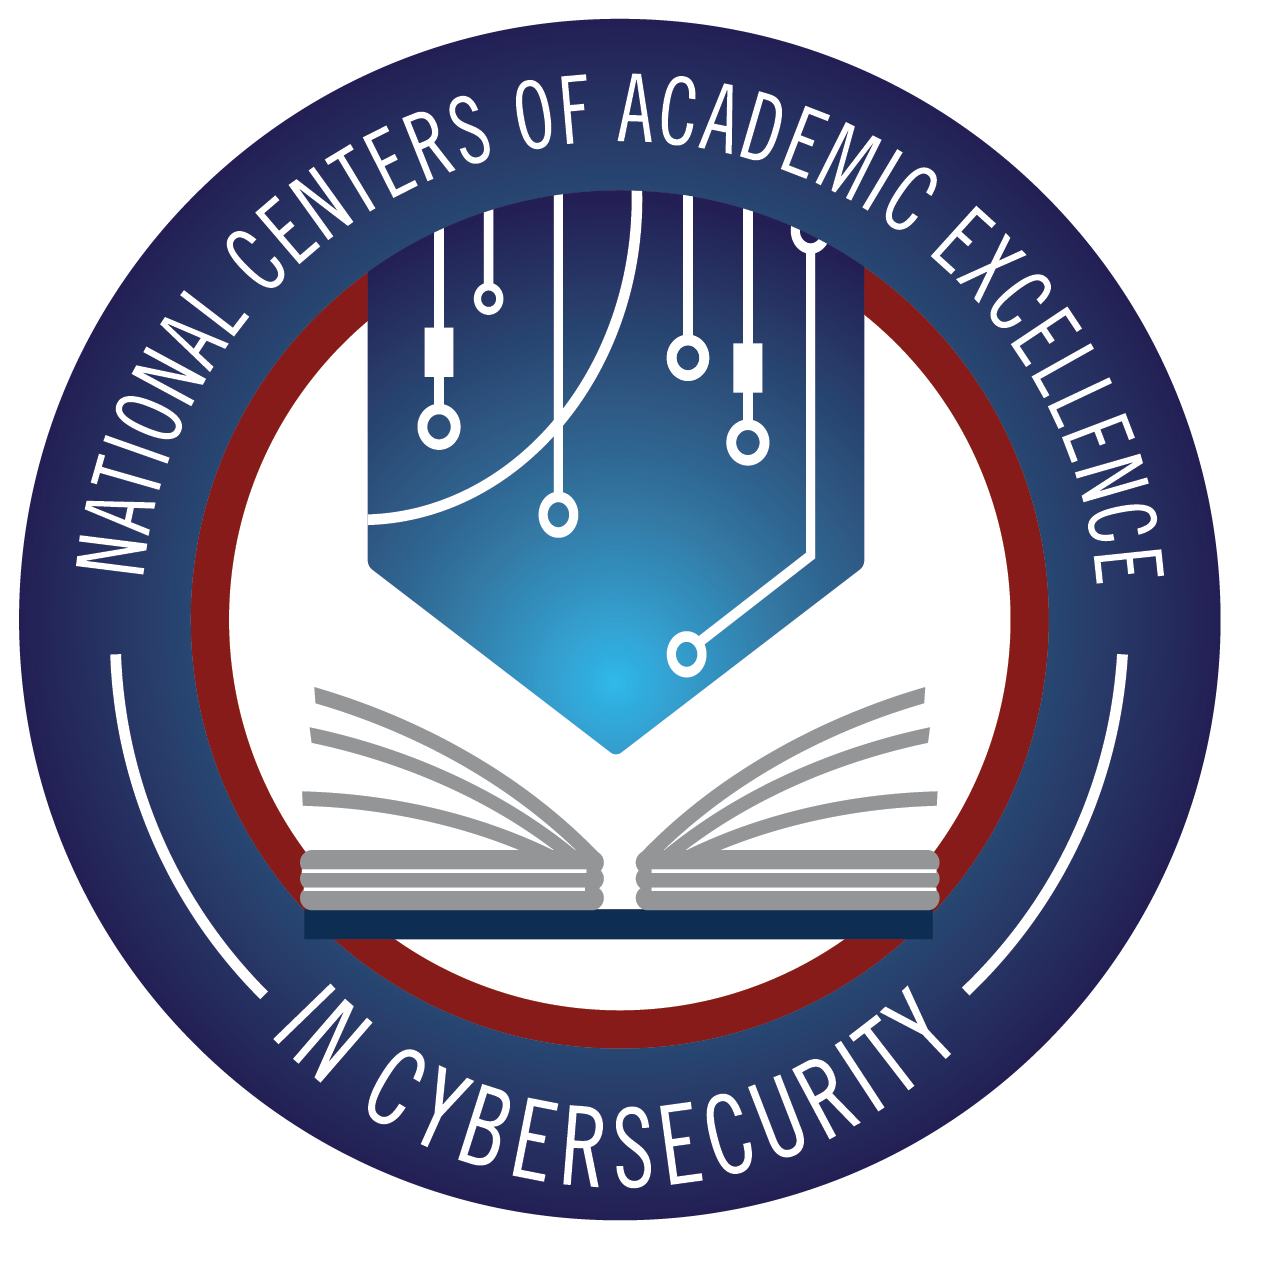 NATIONAL CENTERS OF ACADEMIC EXCELLENCE
IN CYBERSECURITY